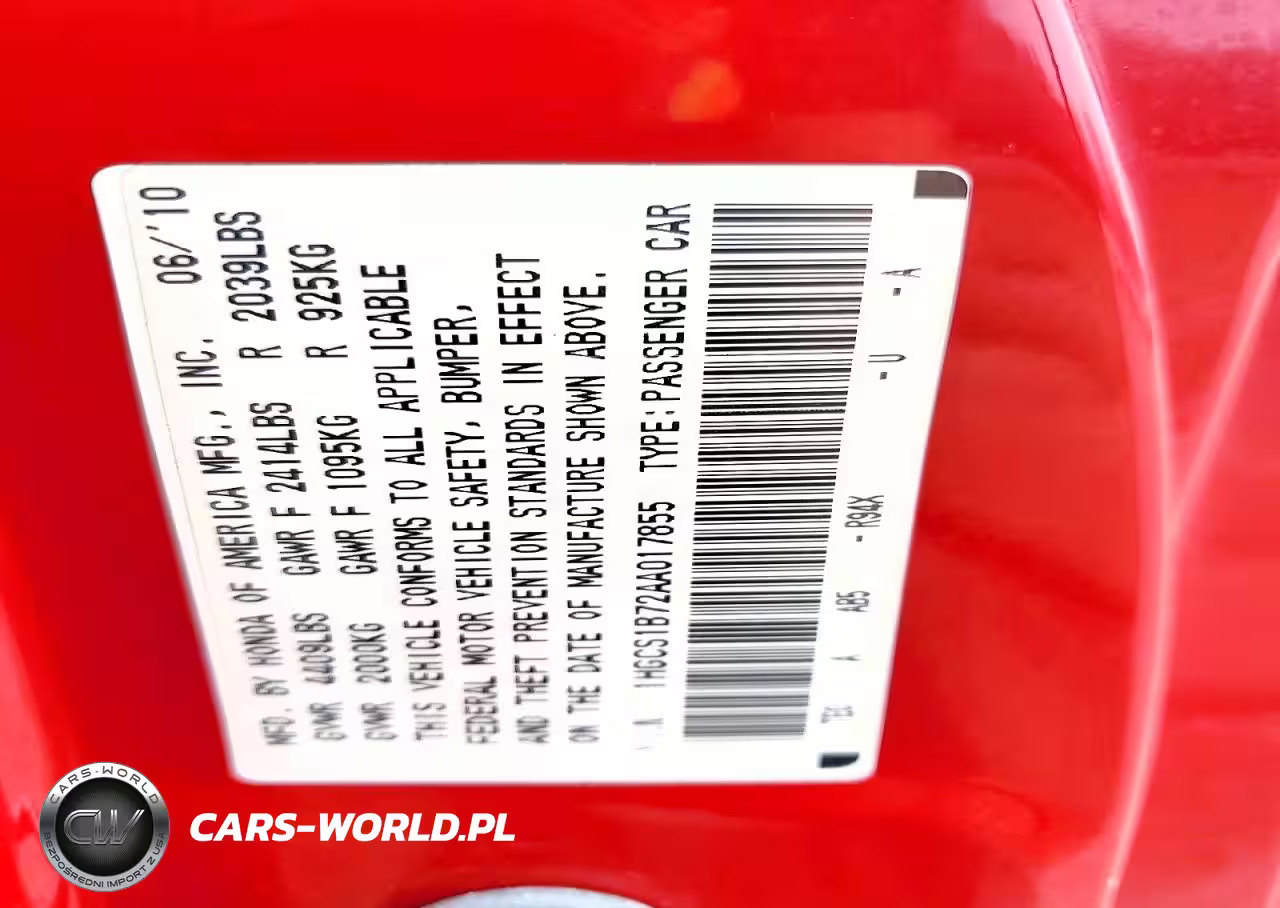 MFD. BY HONDA OF AMERICA MFG., INC. 06/'10
GVWR 4409LBS GAWR F 2414LBS R 2039LBS
GVWR 2000KG GAWR F 1095KG R 925KG
THIS VEHICLE CONFORMS TO ALL APPLICABLE
FEDERAL MOTOR VEHICLE SAFETY, BUMPER,
AND THEFT PREVENTION STANDARDS IN EFFECT
ON THE DATE OF MANUFACTURE SHOWN ABOVE.
1HGCS1B72AA017855 TYPE:PASSENGER CAR
A AB5 -R94X -U -A
CARS-WORLD
CW
BEZPOŚREDNI IMPORT Z USA
CARS-WORLD.PL